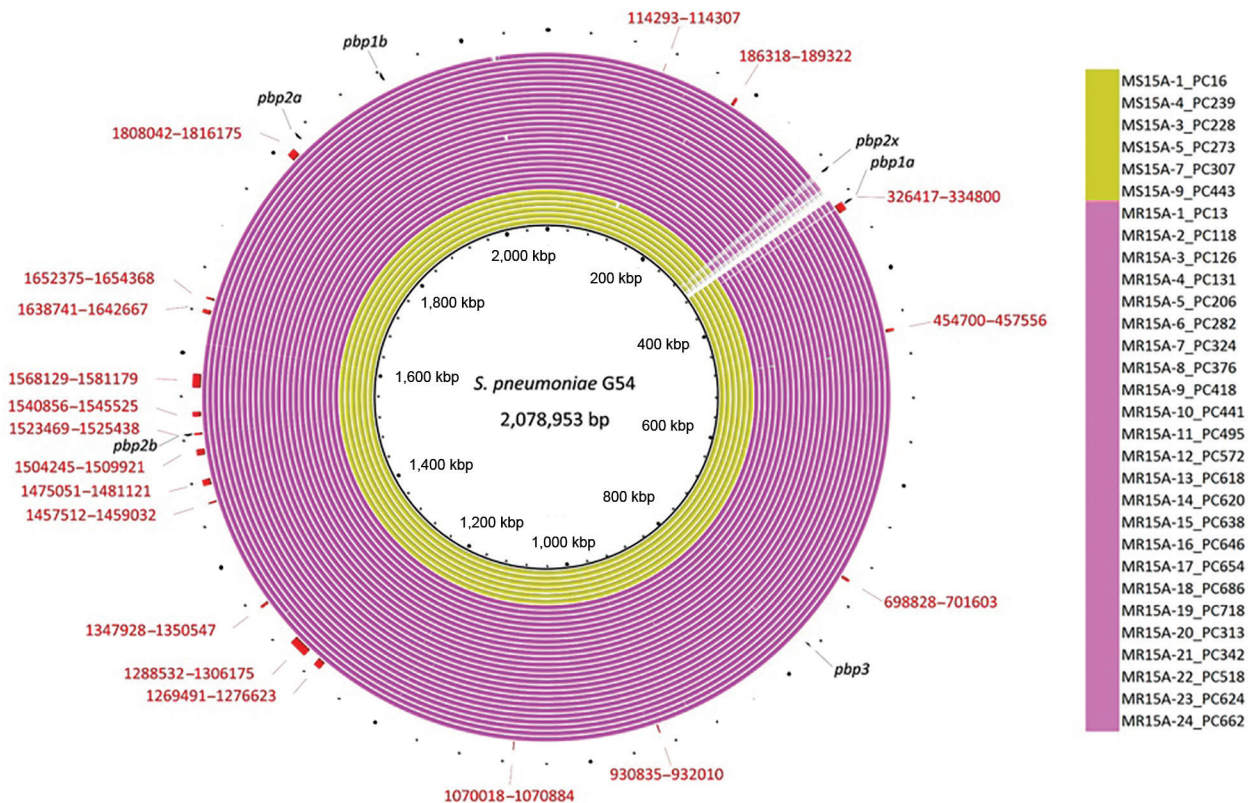 114293–114307
pbp1b
186318–189322
pbp2a
1808042–1816175
pbp2x
pbp1a
326417–334800
2,000 kbp
200 kbp
1652375–1654368
1,800 kbp
1638741–1642667
454700–457556
400 kbp
1568129–1581179
1,600 kbp
S. pneumoniae G54
1540856–1545525
2,078,953 bp
1523469–1525438
600 kbp
pbp2b
1504245–1509921
1,400 kbp
1475051–1481121
800 kbp
1457512–1459032
1,200 kbp
1,000 kbp
698828–701603
1347928–1350547
pbp3
1288532–1306175
1269491–1276623
930835–932010
1070018–1070884
MS15A-1_PC16
MS15A-4_PC239
MS15A-3_PC228
MS15A-5_PC273
MS15A-7_PC307
MS15A-9_PC443
MR15A-1_PC13
MR15A-2_PC118
MR15A-3_PC126
MR15A-4_PC131
MR15A-5_PC206
MR15A-6_PC282
MR15A-7_PC324
MR15A-8_PC376
MR15A-9_PC418
MR15A-10_PC441
MR15A-11_PC495
MR15A-12_PC572
MR15A-13_PC618
MR15A-14_PC620
MR15A-15_PC638
MR15A-16_PC646
MR15A-17_PC654
MR15A-18_PC686
MR15A-19_PC718
MR15A-20_PC313
MR15A-21_PC342
MR15A-22_PC518
MR15A-23_PC624
MR15A-24_PC662